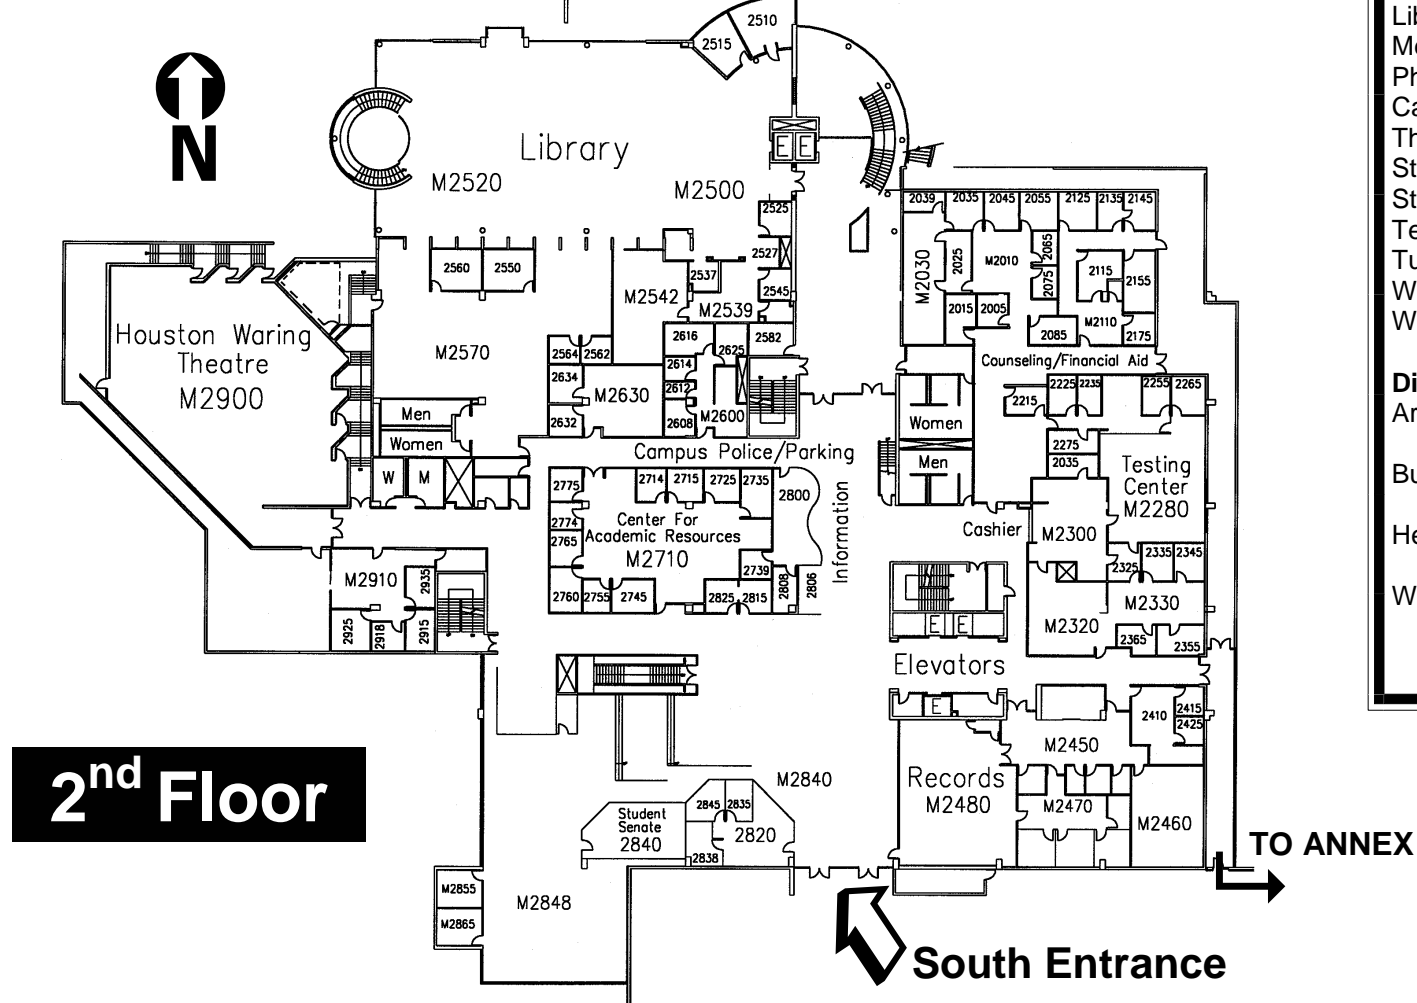 2510
2515
N
Library
M2520
M2500
E E
2525
2527
2537
2545
M2542
M2539
2560
2550
M2570
Houston Waring
Theatre
M2900
2564
2562
2616
2625
2582
2614
2612
2608
M2600
2634
2632
M2630
Men
Women
W
M
Campus Police/Parking
2039
2035
2045
2055
2125
2135
2145
M2030
2025
M2010
2065
2075
2115
2155
2015
2005
2085
M2110
2175
Counseling/Financial Aid
2215
2225
2235
2255
2265
Women
Men
2275
2035
Testing
Center
M2280
Cashier
M2300
2325
2335
2345
M2330
M2320
2365
2355
2775
2774
2765
2760
2755
2745
2714
2715
2725
2735
2800
Center For
Academic Resources
M2710
2739
2825
2815
2808
2806
Information
M2910
2935
2925
2918
2915
E E
Elevators
E
2410
2415
2425
M2450
Records
M2480
M2470
M2460
M2840
2845
2835
2820
2838
Student
Senate
2840
M2848
M2855
M2865
2nd Floor
South Entrance
TO ANNEX
Lib
Mo
Ph
Ca
Th
St
St
Te
Tu
W
W
Di
Ar
Bu
He
W